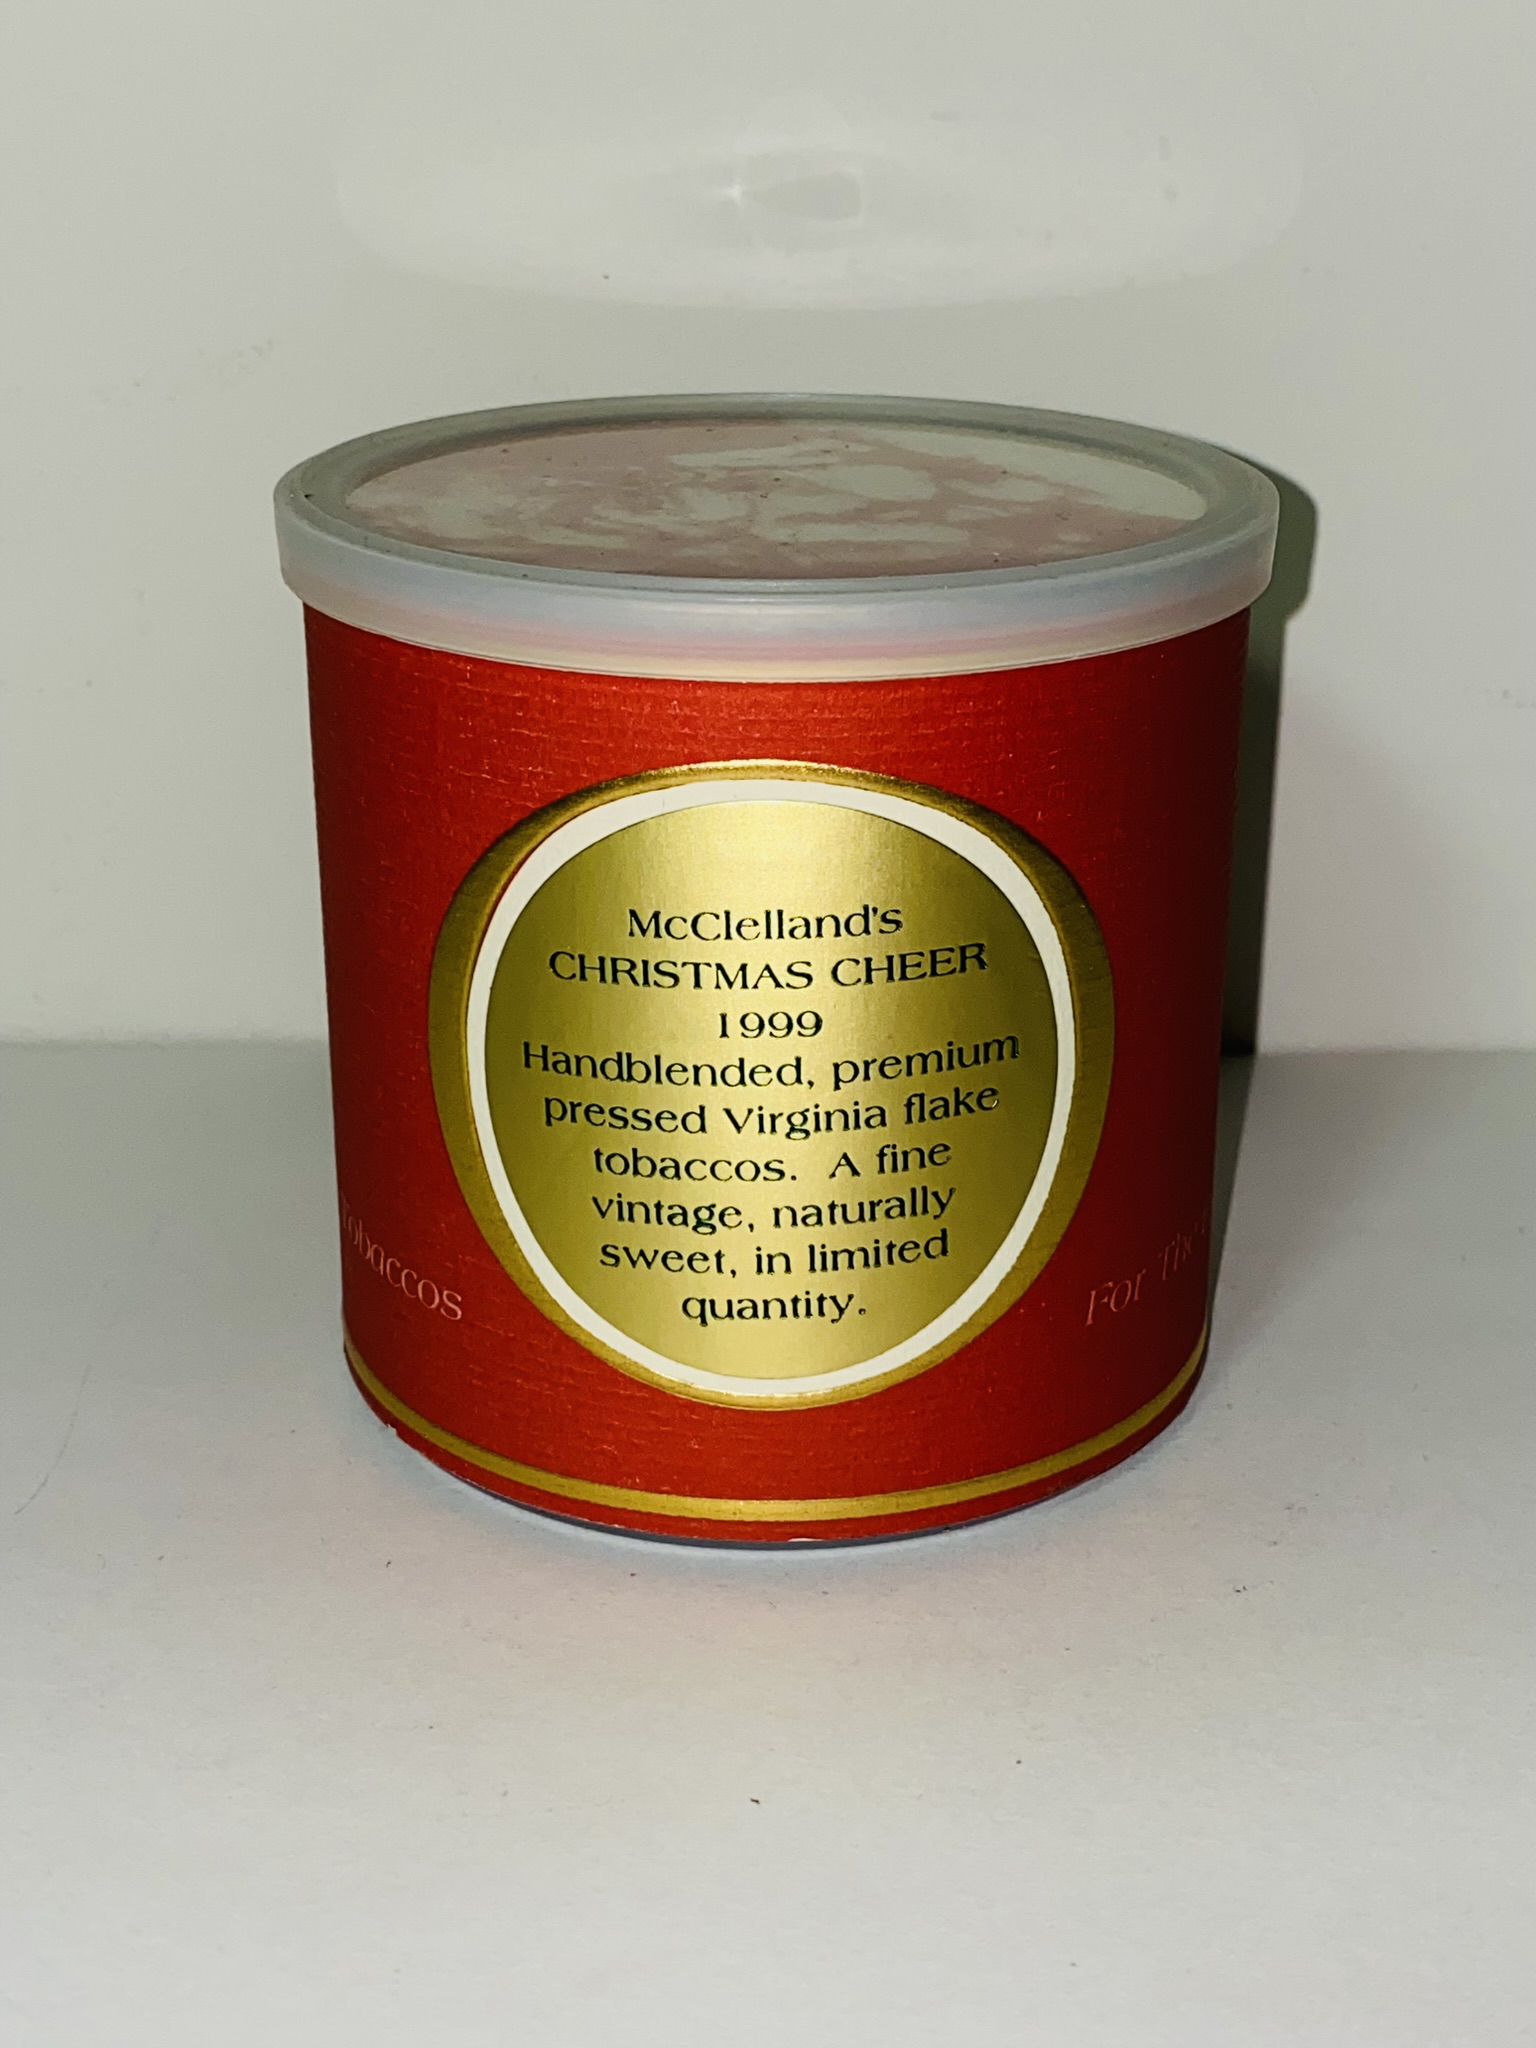 McClelland's
CHRISTMAS CHEER
1999
Handblended, premium
pressed Virginia flake
tobaccos. A fine
vintage, naturally
sweet, in limited
quantity.
Tobaccos
For The